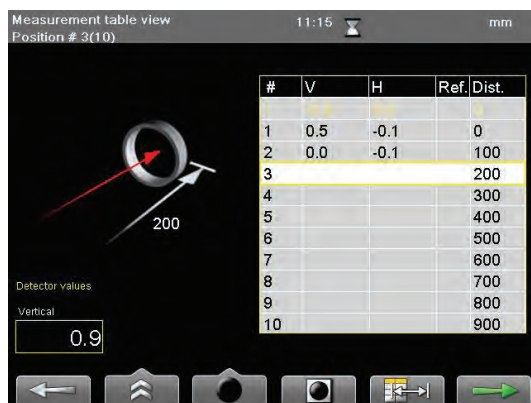 Measurement table view 11:15 mm
Position # 3(10)
# V H Ref. Dist.
1 0.5 -0.1 0
2 0.0 -0.1 100
3 200
4 300
5 400
6 500
7 600
8 700
9 800
10 900
200
Detector values
Vertical
0.9